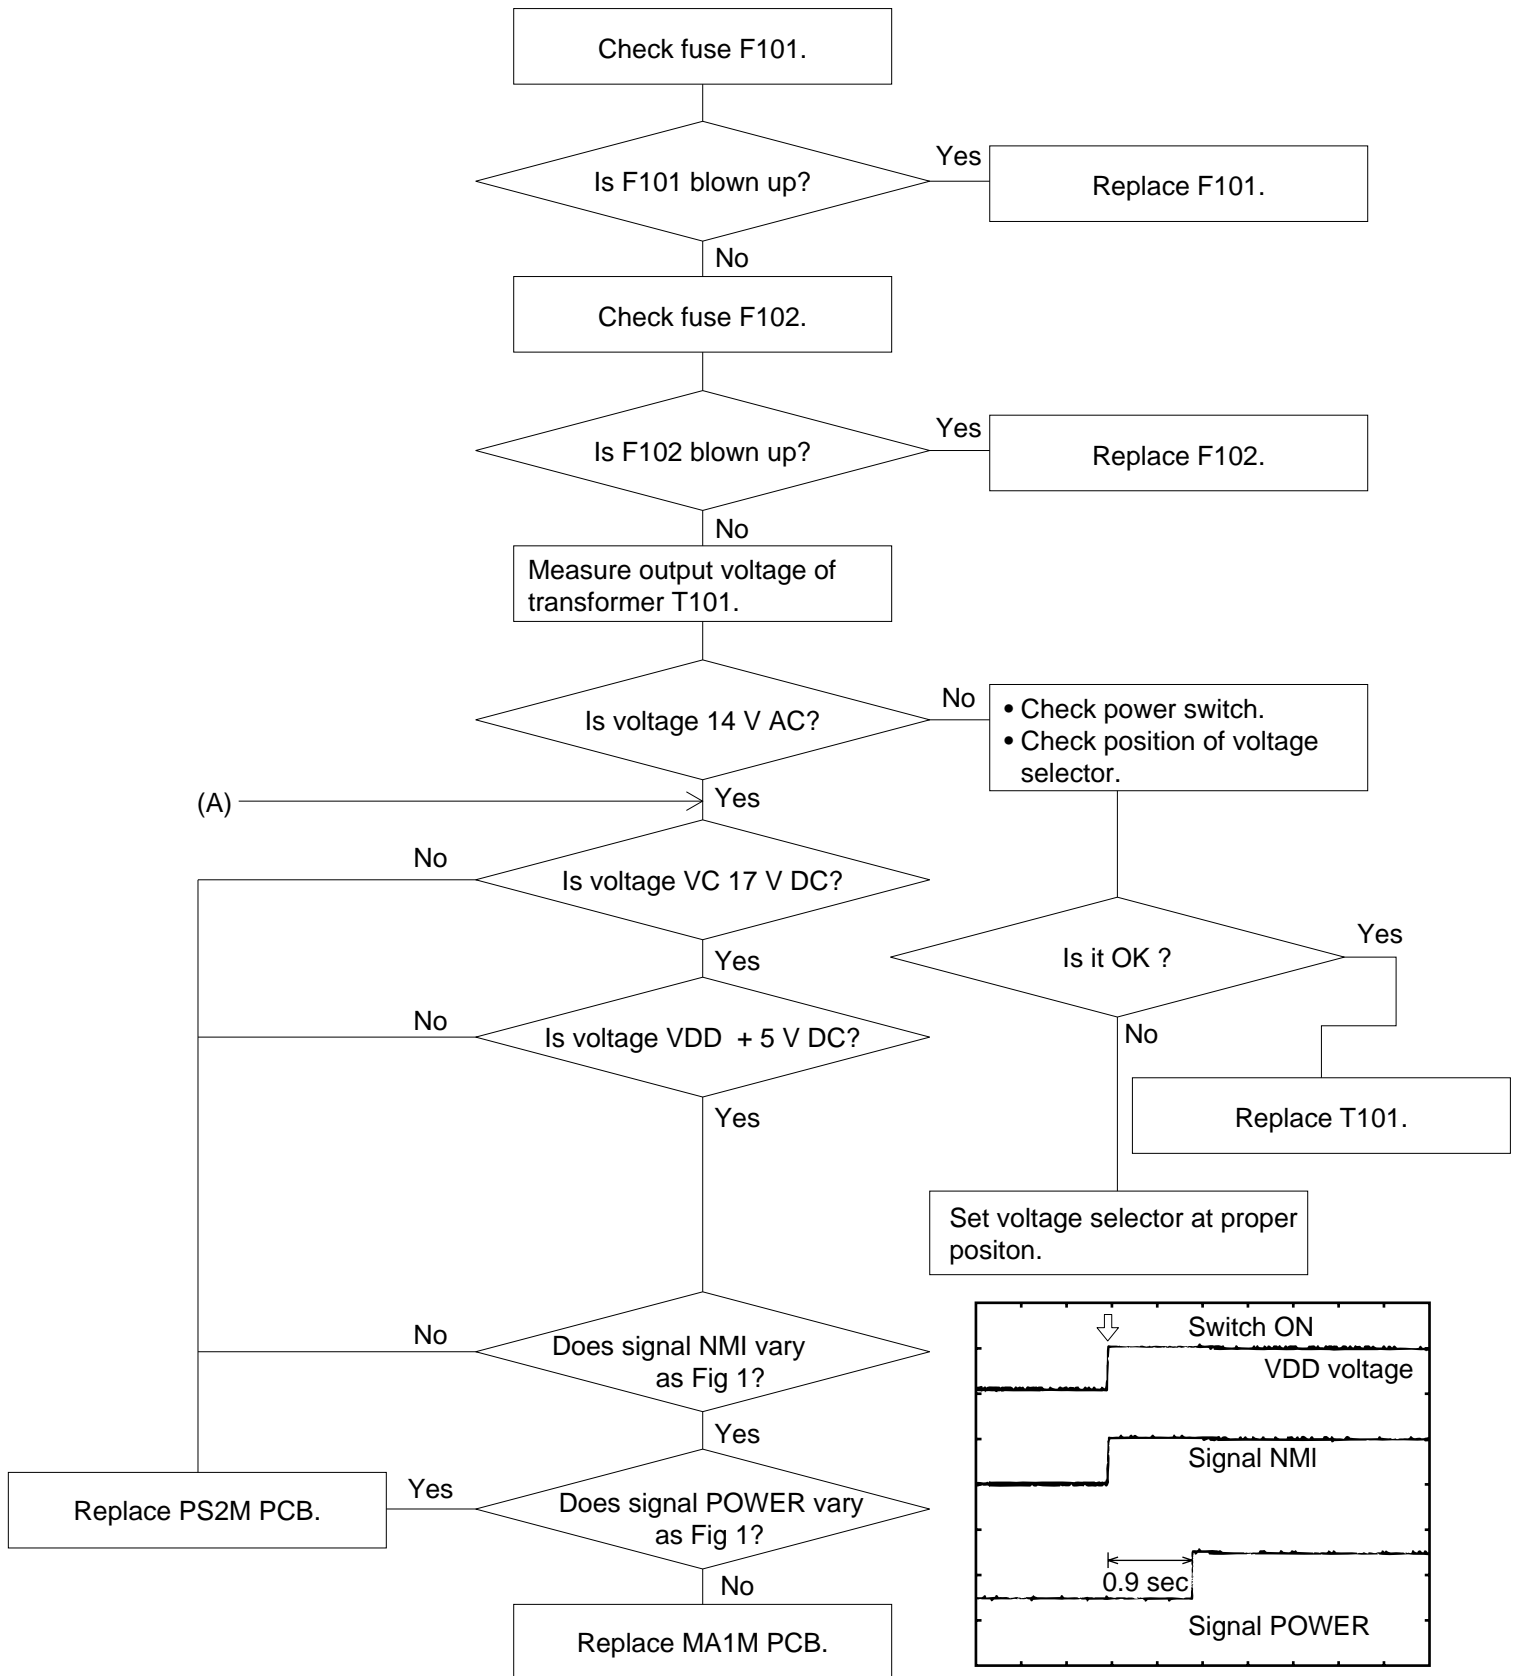 Check fuse F101.
Is F101 blown up?
Yes
Replace F101.
No
Check fuse F102.
Is F102 blown up?
Yes
Replace F102.
No
Measure output voltage of
transformer T101.
Is voltage 14 V AC?
No
• Check power switch.
• Check position of voltage
selector.
(A)
Yes
Is voltage VC 17 V DC?
No
Yes
Is it OK ?
Yes
No
Replace T101.
Set voltage selector at proper
positon.
Is voltage VDD + 5 V DC?
No
Yes
Does signal NMI vary
as Fig 1?
No
Yes
Does signal POWER vary
as Fig 1?
Yes
Replace PS2M PCB.
No
Replace MA1M PCB.
Switch ON
VDD voltage
Signal NMI
0.9 sec
Signal POWER